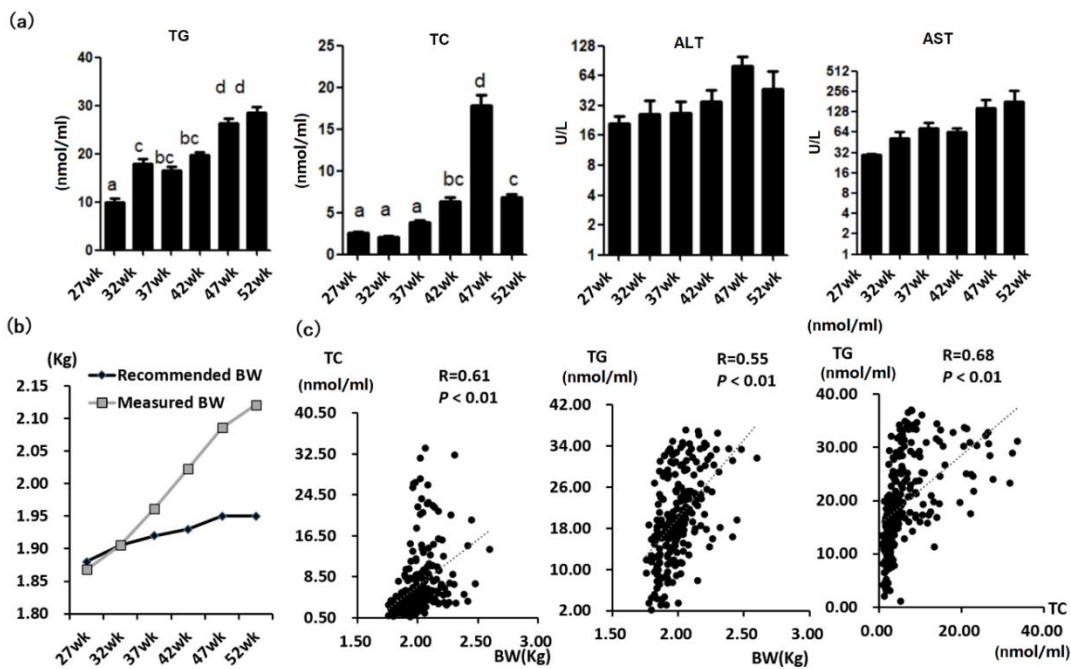 (a)
TG
(nmol/ml)
40
30
20
10
0
a
c
bc
bc
d d
27wk
32wk
37wk
42wk
47wk
52wk
TC
(nmol/ml)
25
20
15
10
5
0
a
a
a
bc
d
c
27wk
32wk
37wk
42wk
47wk
52wk
ALT
U/L
128
64
32
16
8
4
2
1
27wk
32wk
37wk
42wk
47wk
52wk
AST
U/L
512
256
128
64
32
16
8
4
2
1
27wk
32wk
37wk
42wk
47wk
52wk
(b)
(Kg)
2.15
2.10
2.05
2.00
1.95
1.90
1.85
1.80
Recommended BW
Measured BW
27wk
32wk
37wk
42wk
47wk
52wk
(c)
TC
(nmol/ml)
R=0.61
P < 0.01
40.50
32.50
24.50
16.50
8.50
0.50
1.50
2.00
3.00
BW(Kg)
TG
(nmol/ml)
R=0.55
P < 0.01
42.00
34.00
26.00
18.00
10.00
2.00
1.50
2.00
3.00
BW(Kg)
(nmol/ml)
TG
(nmol/ml)
R=0.68
P < 0.01
40.00
30.00
20.00
10.00
0.00
0.00
20.00
40.00
TC
(nmol/ml)